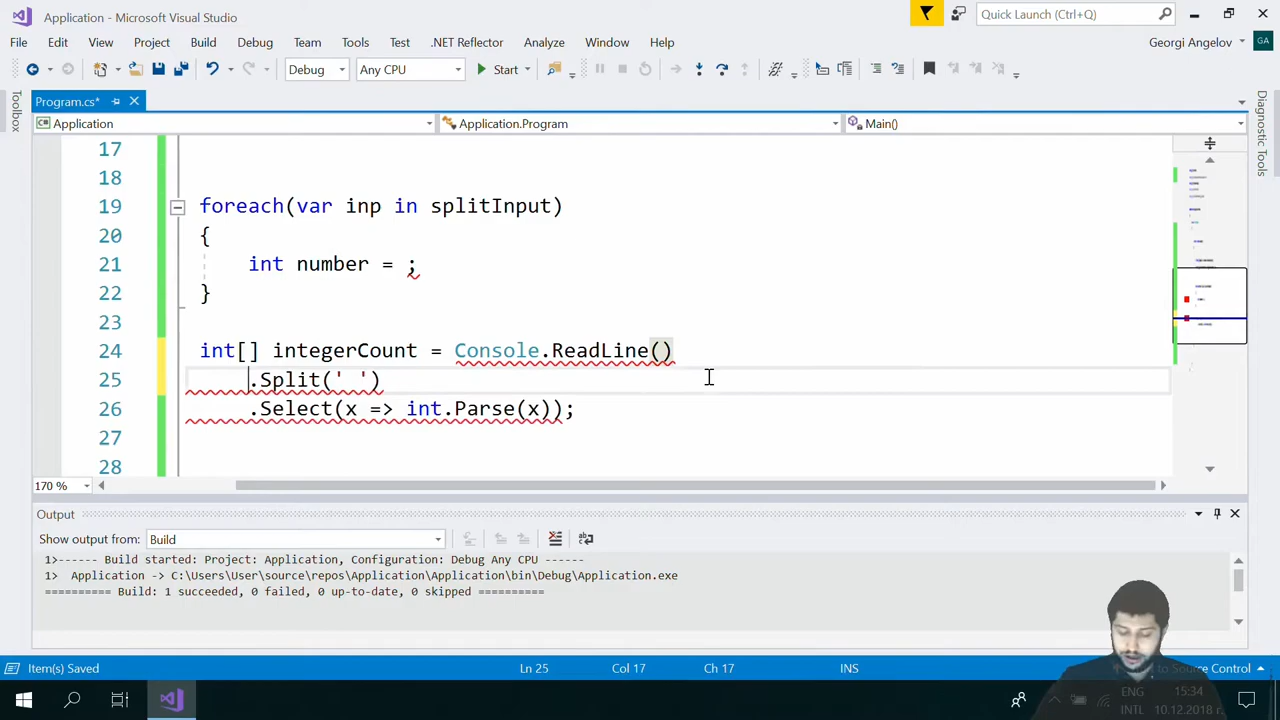 Application - Microsoft Visual Studio
Quick Launch (Ctrl+Q)
File Edit View Project Build Debug Team Tools Test .NET Reflector Analyze Window Help
Georgi Angelov
GA
Debug Any CPU Start
Program.cs*
Toolbox
Diagnostic Tools
Application Application.Program Main()
17
18
19 foreach(var inp in splitInput)
20 {
21 int number = ;
22 }
23
24 int[] integerCount = Console.ReadLine()
25 .Split(' ')
26 .Select(x => int.Parse(x));
27
28
170 %
Output
Show output from: Build
1>------ Build started: Project: Application, Configuration: Debug Any CPU ------
1> Application -> C:\Users\User\source\repos\Application\Application\bin\Debug\Application.exe
========== Build: 1 succeeded, 0 failed, 0 up-to-date, 0 skipped ==========
Item(s) Saved
Ln 25 Col 17 Ch 17 INS
to Source Control
ENG
INTL
15:34
10.12.2018 г.